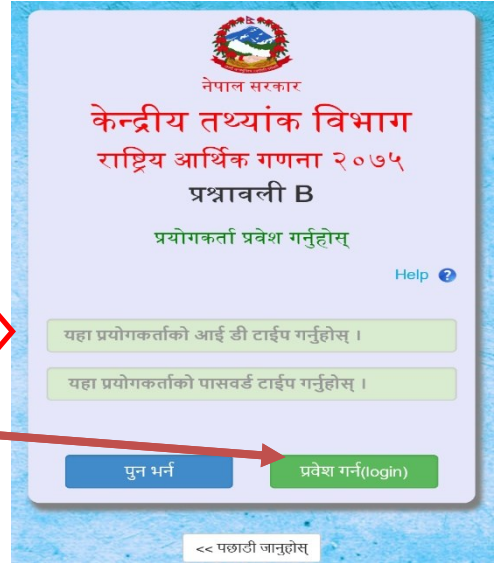 नेपाल सरकार
केन्द्रीय तथ्यांक विभाग
राष्ट्रिय आर्थिक गणना २०७५
प्रश्नावली B
प्रयोगकर्ता प्रवेश गर्नुहोस्
Help ?
यहा प्रयोगकर्ताको आई डी टाईप गर्नुहोस् ।
यहा प्रयोगकर्ताको पासवर्ड टाईप गर्नुहोस् ।
पुन भर्न
प्रवेश गर्न(login)
<< पछाडी जानुहोस्